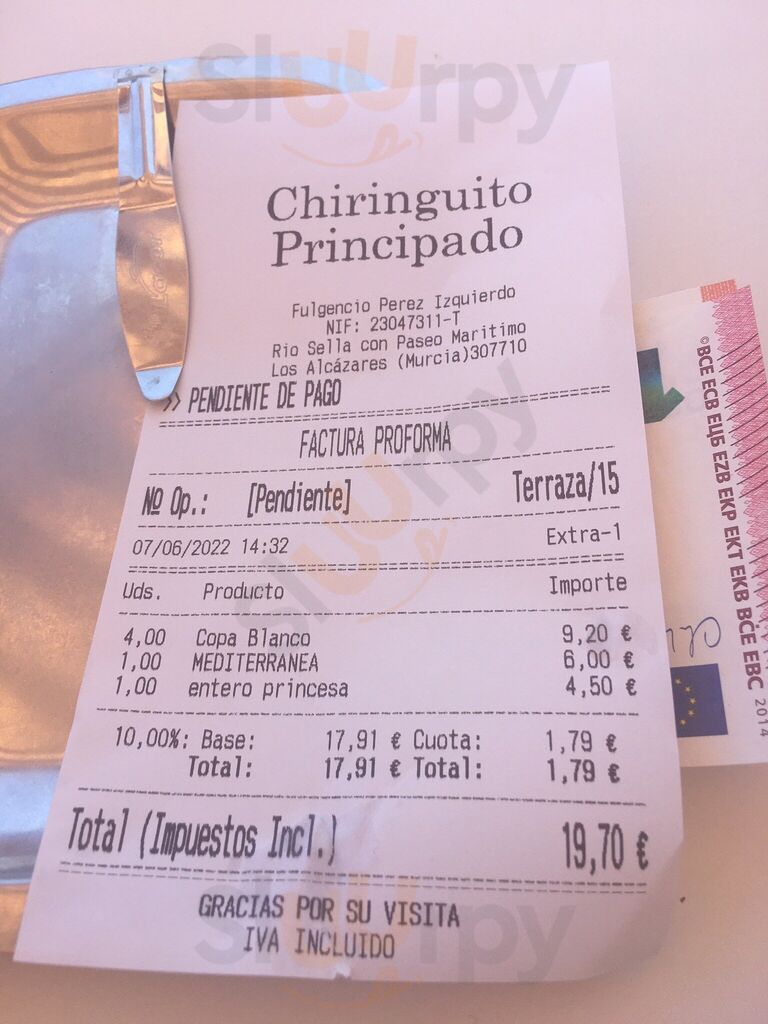 Sluurpy
Chiringuito
Principado
Fulgencio Perez Izquierdo
NIF: 23047311-T
Rio Sella con Paseo Maritimo
Los Alcázares (Murcia)307710
>> PENDIENTE DE PAGO
FACTURA PROFORMA
Nº Op.: [Pendiente] Terraza/15
07/06/2022 14:32 Extra-1
Uds. Producto Importe
4,00 Copa Blanco 9,20 €
1,00 MEDITERRANEA 6,00 €
1,00 entero princesa 4,50 €
10,00%: Base: 17,91 € Cuota: 1,79 €
Total: 17,91 € Total: 1,79 €
Total (Impuestos Incl.) 19,70 €
GRACIAS POR SU VISITA
IVA INCLUIDO
©BCE ECB ЕЦБ EZB EKP EKT EKB BĊE EBC 2014
Sluurpy
Sluurpy